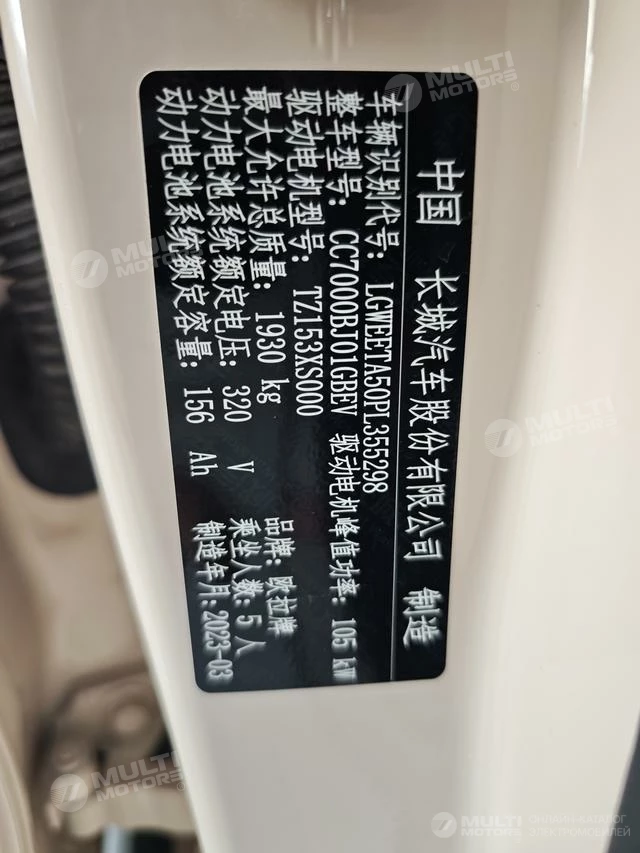 中国 长城汽车股份有限公司 制造
车辆识别代号: LGWEETA50PL355298
整车型号: CC7000BJ01GBEV 驱动电机峰值功率: 105 kW
驱动电机型号: TZ153XS000
最大允许总质量: 1930 kg 品牌: 欧拉牌
动力电池系统额定电压: 320 V 乘坐人数: 5 人
动力电池系统额定容量: 156 Ah 制造年月: 2023-03
MULTI MOTORS
MULTI MOTORS
MULTI MOTORS
MULTI MOTORS
MULTI MOTORS
ОНЛАЙН-КАТАЛОГ
ЭЛЕКТРОМОБИЛЕЙ